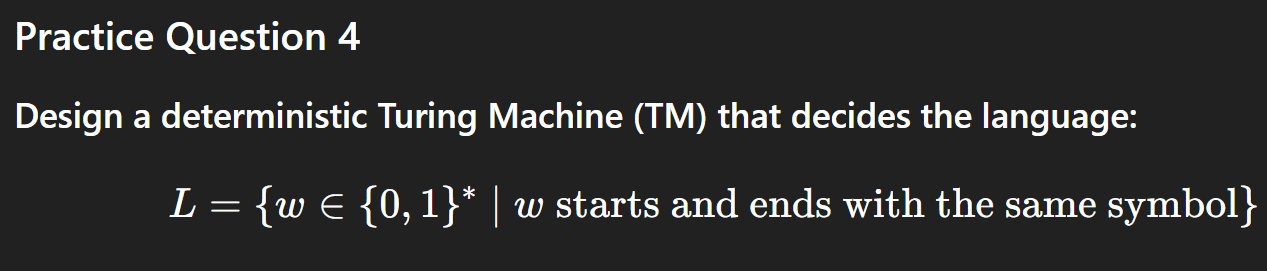 Practice Question 4
Design a deterministic Turing Machine (TM) that decides the language:
L = {w ∈ {0, 1}* | w starts and ends with the same symbol}